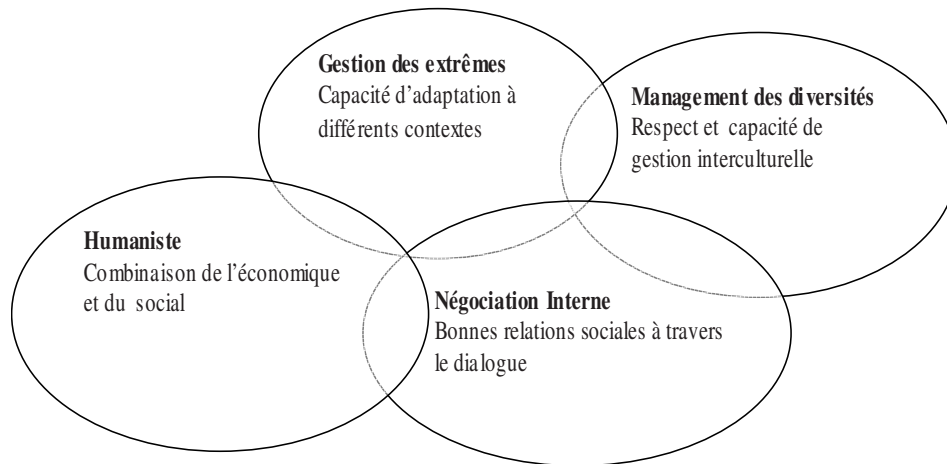 Gestion des extrêmes
Capacité d'adaptation à
différents contextes
Management des diversités
Respect et capacité de
gestion interculturelle
Humaniste
Combinaison de l'économique
et du social
Négociation Interne
Bonnes relations sociales à travers
le dialogue